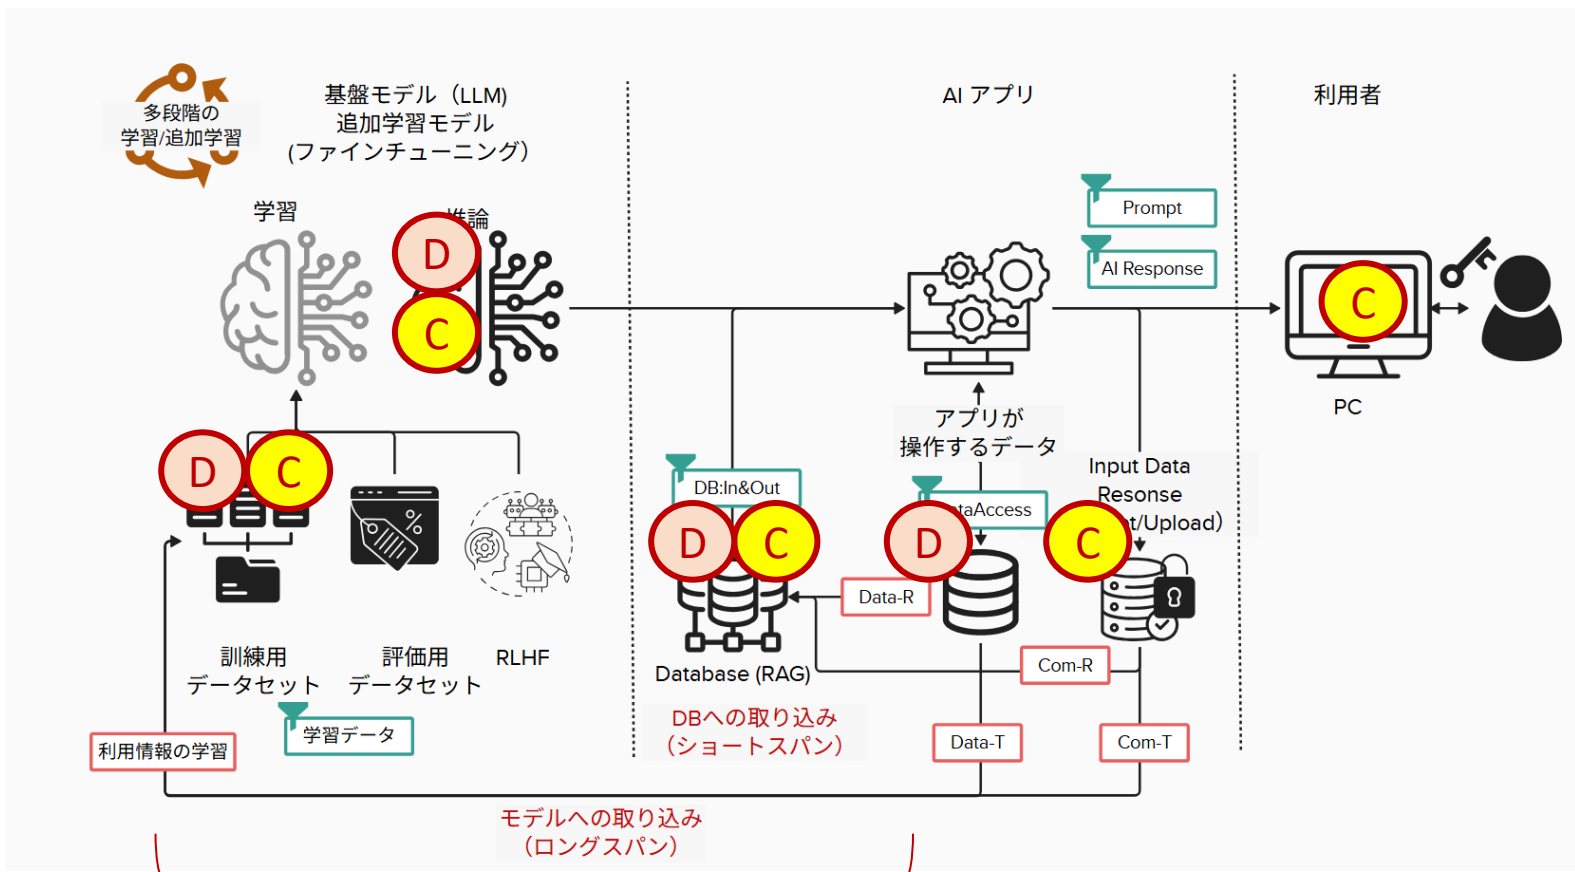 多段階の
学習/追加学習
基盤モデル（LLM)
追加学習モデル
(ファインチューニング）
AI アプリ
利用者
学習
推論
D
C
Prompt
AI Response
C
PC
D
C
訓練用
データセット
評価用
データセット
RLHF
学習データ
利用情報の学習
アプリが
操作するデータ
DB:In&Out
D
C
Database (RAG)
DBへの取り込み
（ショートスパン）
taAccess
D
Data-R
Input Data
Resonse
t/Upload）
C
Com-R
Data-T
Com-T
モデルへの取り込み
（ロングスパン）